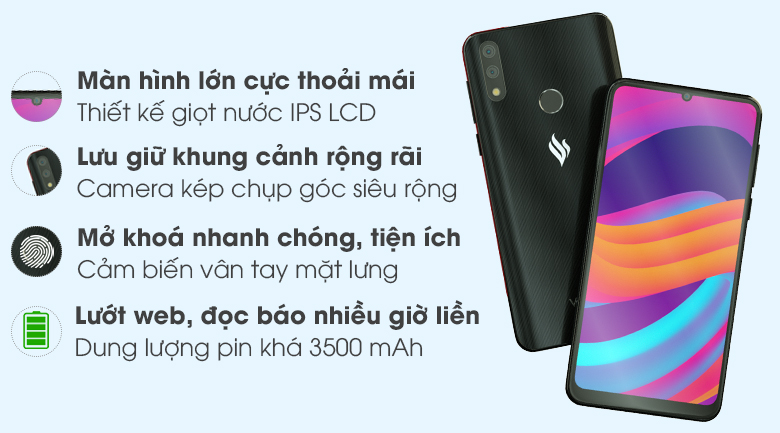 Màn hình lớn cực thoải mái
Thiết kế giọt nước IPS LCD
Lưu giữ khung cảnh rộng rãi
Camera kép chụp góc siêu rộng
Mở khoá nhanh chóng, tiện ích
Cảm biến vân tay mặt lưng
Lướt web, đọc báo nhiều giờ liền
Dung lượng pin khá 3500 mAh